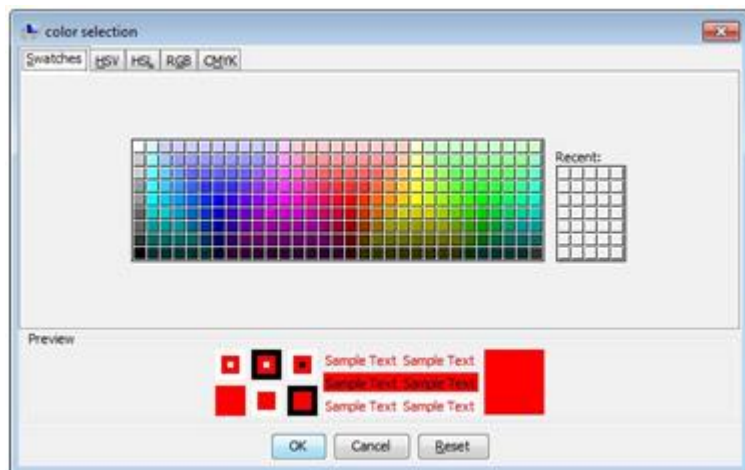 color selection
Swatches HSV HSL RGB CMYK
Recent:
Preview
Sample Text Sample Text
Sample Text Sample Text
Sample Text Sample Text
OK Cancel Reset